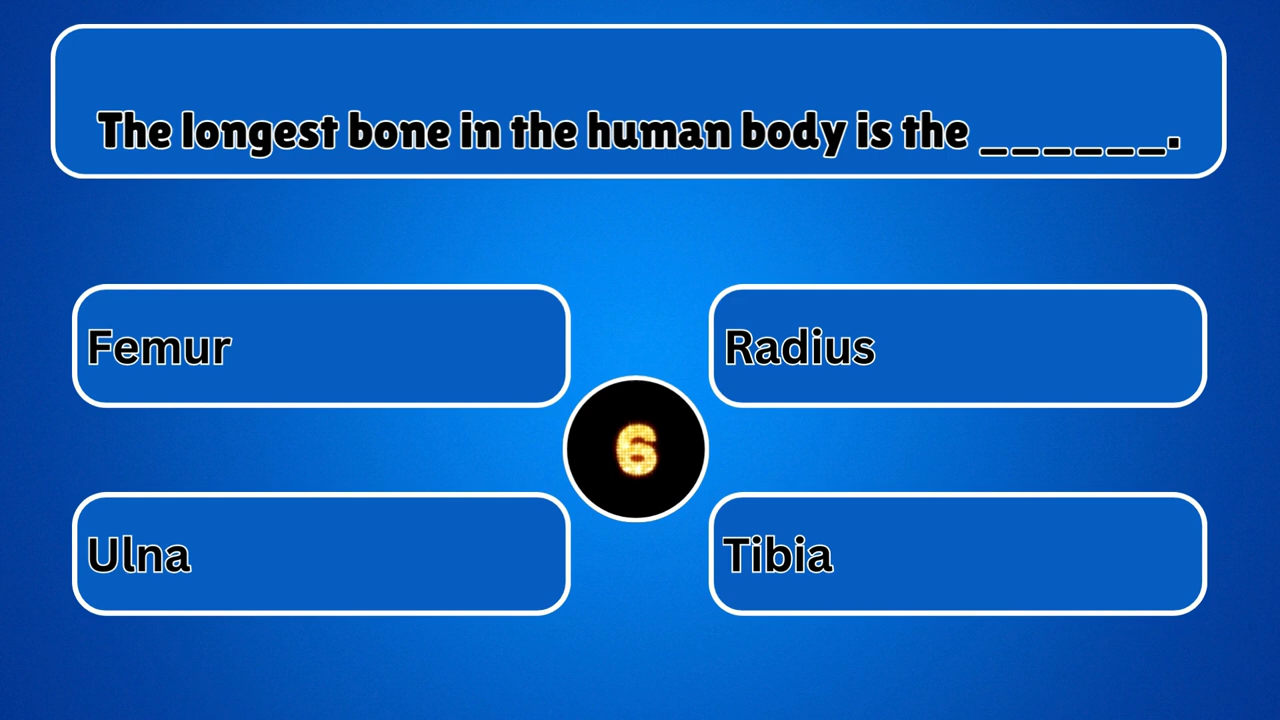 The longest bone in the human body is the ______.
Femur
Radius
6
Ulna
Tibia